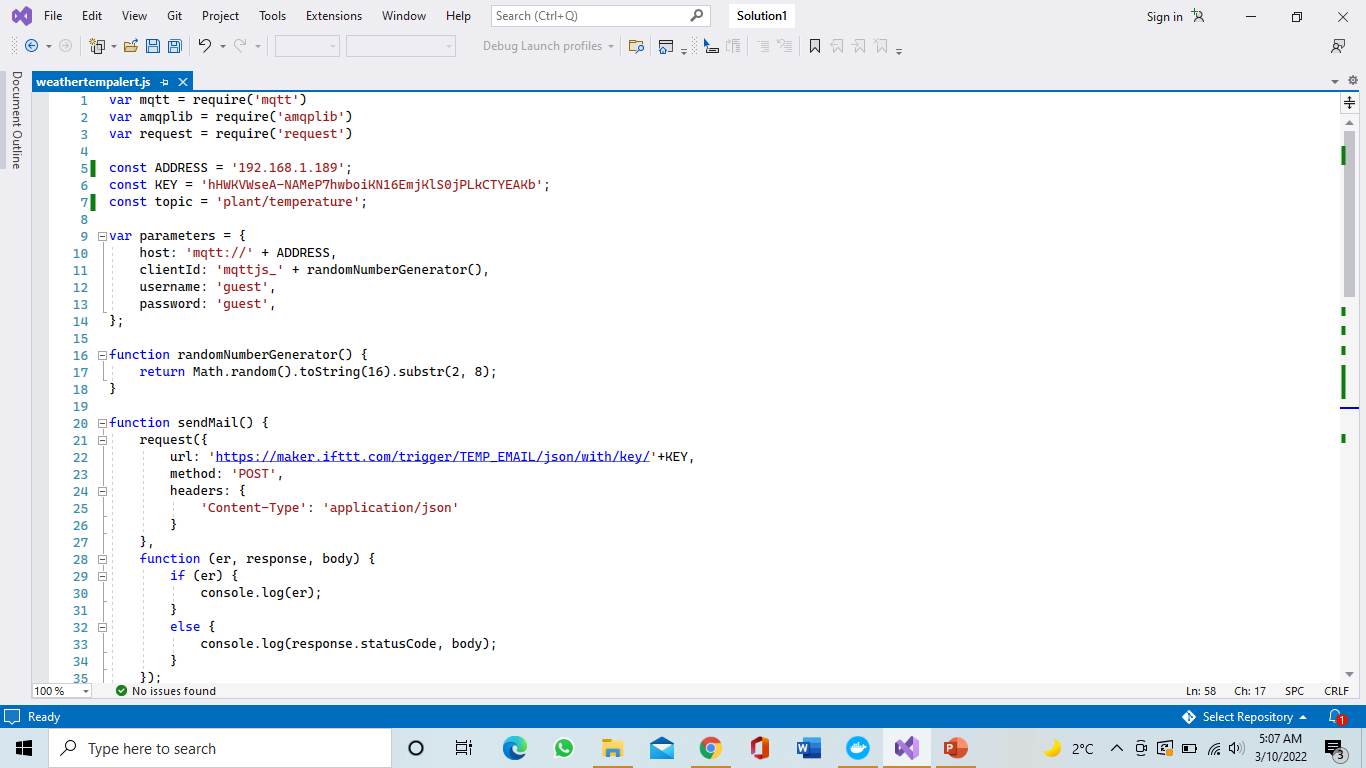 File Edit View Git Project Tools Extensions Window Help Search (Ctrl+Q) Solution1 Sign in
Debug Launch profiles
Document Outline
weathertempalert.js
1 var mqtt = require('mqtt')
2 var amqplib = require('amqplib')
3 var request = require('request')
4
5 const ADDRESS = '192.168.1.189';
6 const KEY = 'hHWKVWseA-NAMeP7hwboiKN16EmjKlS0jPLkCTYEAKb';
7 const topic = 'plant/temperature';
8
9 var parameters = {
10 host: 'mqtt://' + ADDRESS,
11 clientId: 'mqttjs_' + randomNumberGenerator(),
12 username: 'guest',
13 password: 'guest',
14 };
15
16 function randomNumberGenerator() {
17 return Math.random().toString(16).substr(2, 8);
18 }
19
20 function sendMail() {
21 request({
22 url: 'https://maker.ifttt.com/trigger/TEMP_EMAIL/json/with/key/'+KEY,
23 method: 'POST',
24 headers: {
25 'Content-Type': 'application/json'
26 }
27 },
28 function (er, response, body) {
29 if (er) {
30 console.log(er);
31 }
32 else {
33 console.log(response.statusCode, body);
34 }
35 });
100 % No issues found Ln: 58 Ch: 17 SPC CRLF
Ready Select Repository 1
Type here to search 2°C 5:07 AM
3/10/2022 3